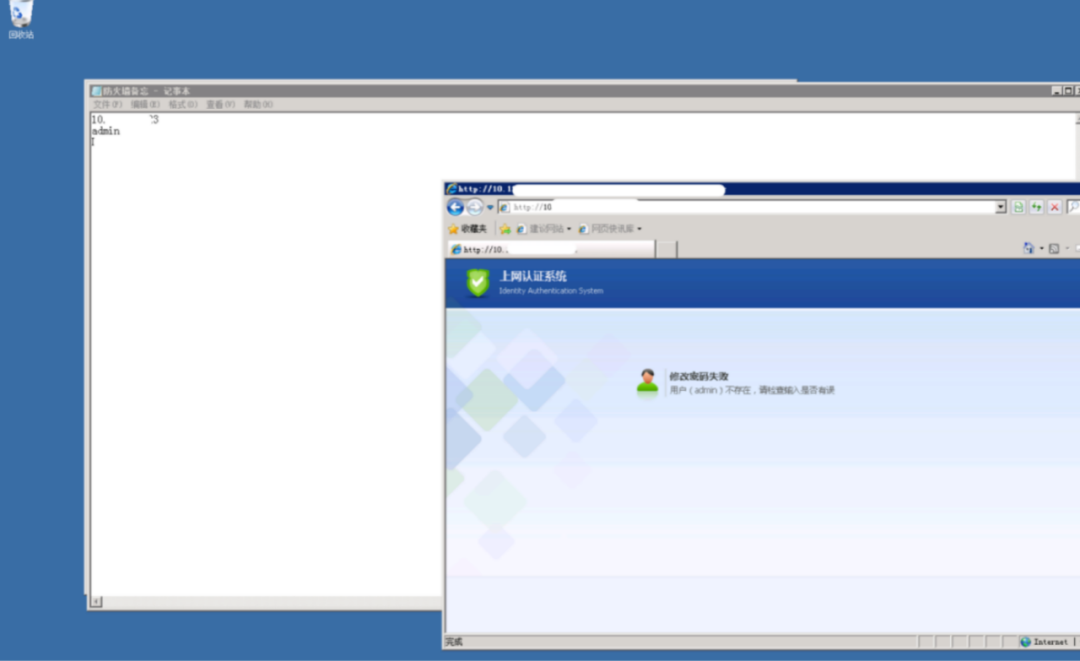 回收站
防火墙备忘 - 记事本
文件(F) 编辑(E) 格式(O) 查看(V) 帮助(H)
10. 3
admin
http://10.1
http://10
收藏夹 建议网站 网页快讯库
http://10.
上网认证系统
Identity Authentication System
修改密码失败
用户（admin）不存在，请检查输入是否有误
完成
Internet